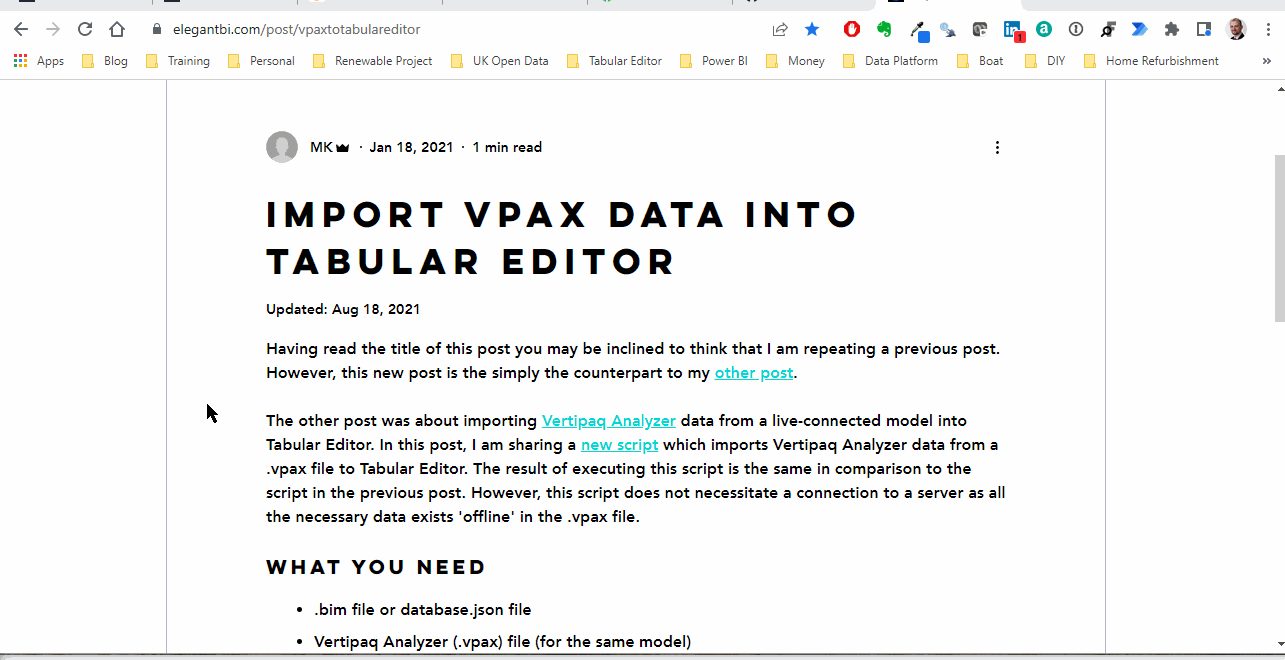 elegantbi.com/post/vpaxtotabulareditor
1
Apps Blog Training Personal Renewable Project UK Open Data Tabular Editor Power BI Money Data Platform Boat DIY Home Refurbishment »
MK · Jan 18, 2021 · 1 min read
IMPORT VPAX DATA INTO
TABULAR EDITOR
Updated: Aug 18, 2021
Having read the title of this post you may be inclined to think that I am repeating a previous post.
However, this new post is the simply the counterpart to my other post.
The other post was about importing Vertipaq Analyzer data from a live-connected model into
Tabular Editor. In this post, I am sharing a new script which imports Vertipaq Analyzer data from a
.vpax file to Tabular Editor. The result of executing this script is the same in comparison to the
script in the previous post. However, this script does not necessitate a connection to a server as all
the necessary data exists 'offline' in the .vpax file.
WHAT YOU NEED
• .bim file or database.json file
• Vertipaq Analyzer (.vpax) file (for the same model)